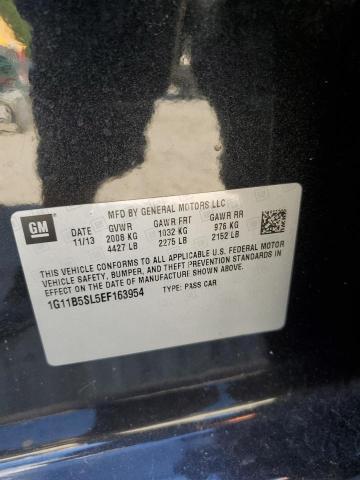 GM
MFD BY GENERAL MOTORS LLC
DATE GVWR GAWR FRT GAWR RR
11/13 2008 KG 1032 KG 976 KG
4427 LB 2275 LB 2152 LB
THIS VEHICLE CONFORMS TO ALL APPLICABLE U.S. FEDERAL MOTOR
VEHICLE SAFETY, BUMPER, AND THEFT PREVENTION STANDARDS IN
EFFECT ON THE DATE OF MANUFACTURE SHOWN ABOVE.
1G11B5SL5EF163954 TYPE: PASS CAR